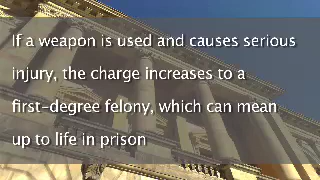 If a weapon is used and causes serious
injury, the charge increases to a
first-degree felony, which can mean
up to life in prison